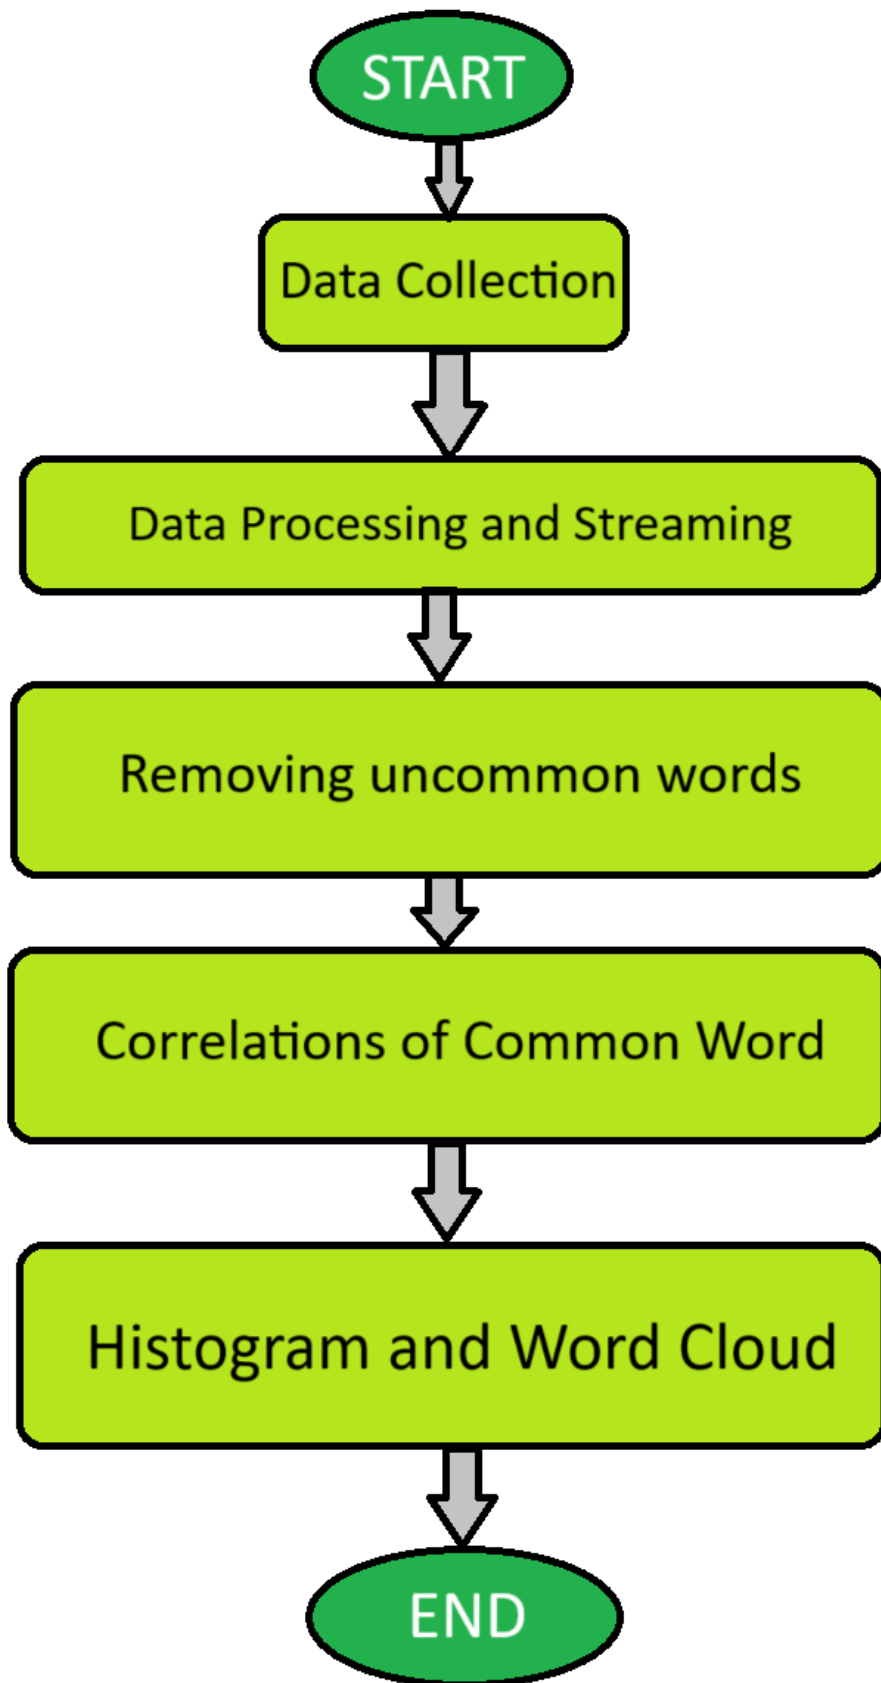 START
Data Collection
Data Processing and Streaming
Removing uncommon words
Correlations of Common Word
Histogram and Word Cloud
END